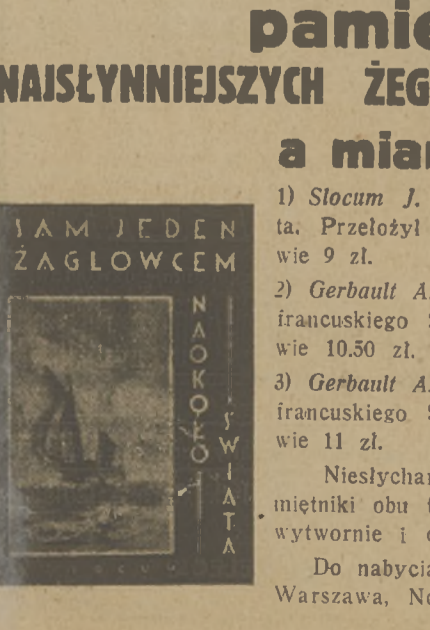 pamię
NAJSŁYNNIEJSZYCH ŻEG
a mian
SAM JEDEN
ŻAGLOWCEM
NAOKOŁO
ŚWIATA
1) Slocum J.
ta. Przełożył
wie 9 zł.
2) Gerbault A.
francuskiego
wie 10.50 zł.
3) Gerbault A.
francuskiego
wie 11 zł.
Niesłychan
miętniki obu
wytwornie i
Do nabycia
Warszawa, No